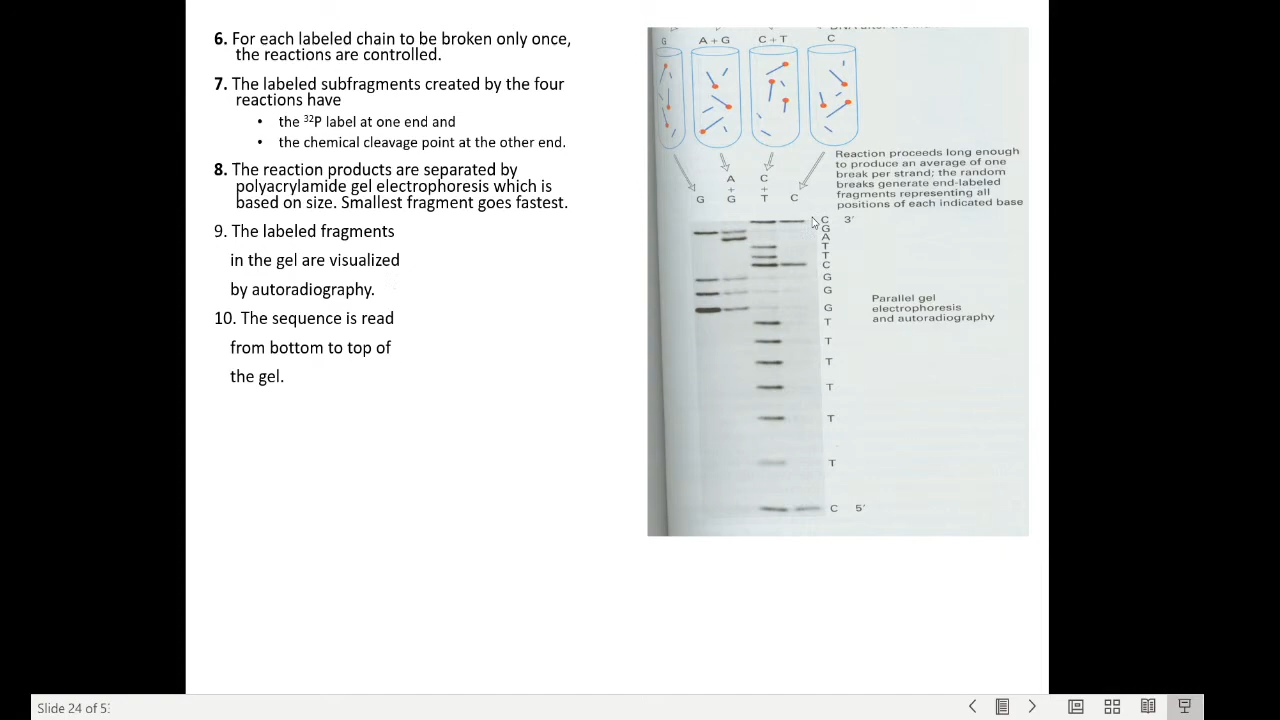 6. For each labeled chain to be broken only once,
the reactions are controlled.
7. The labeled subfragments created by the four
reactions have
• the ³²P label at one end and
• the chemical cleavage point at the other end.
8. The reaction products are separated by
polyacrylamide gel electrophoresis which is
based on size. Smallest fragment goes fastest.
9. The labeled fragments
in the gel are visualized
by autoradiography.
10. The sequence is read
from bottom to top of
the gel.
G A+G C+T C
Reaction proceeds long enough
to produce an average of one
break per strand; the random
breaks generate end-labeled
fragments representing all
positions of each indicated base
A C
+ +
G G T C
C 3′
G
A
T
T
C
G
G
G
T
T
T
T
T
T
C 5′
Parallel gel
electrophoresis
and autoradiography
Slide 24 of 5